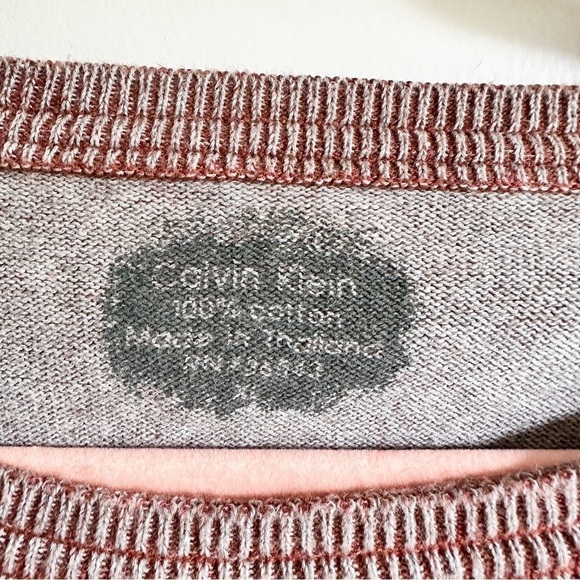 Calvin Klein
100% cotton
Made in Thailand